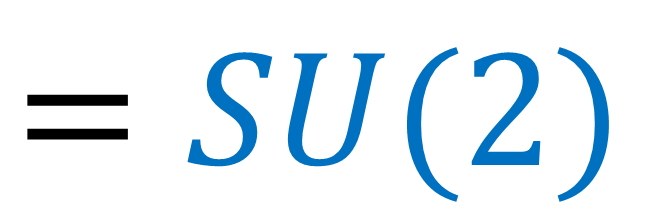 = SU(2)